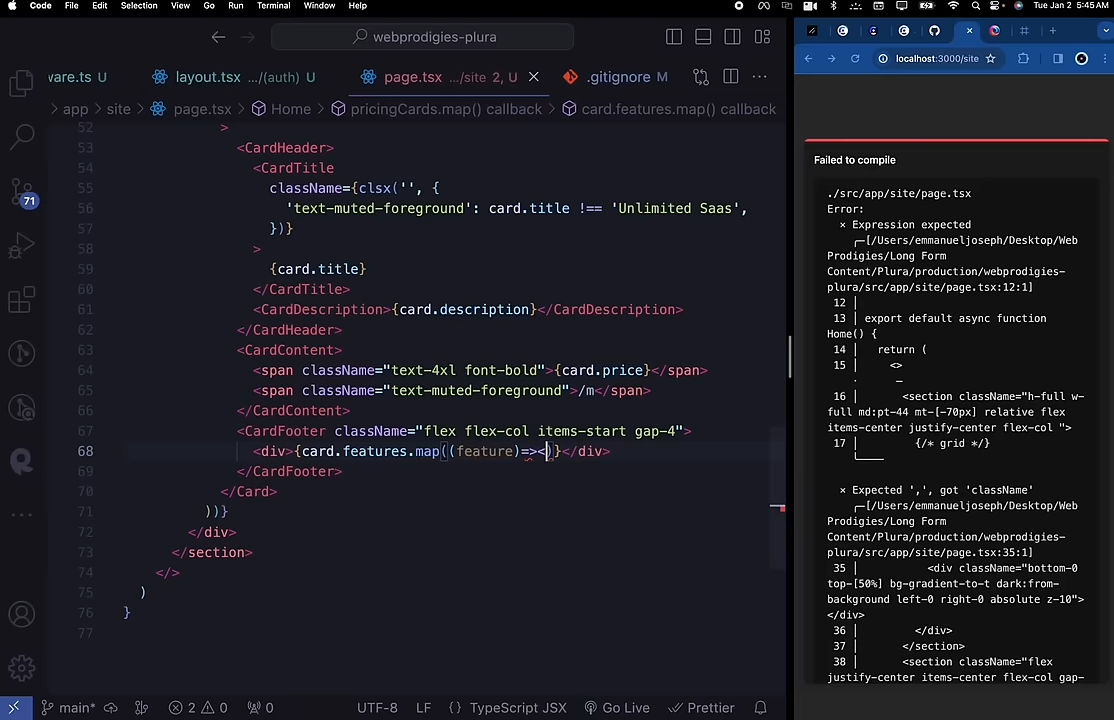 Code File Edit Selection View Go Run Terminal Window Help Tue Jan 2 5:45 AM
webprodigies-plura
ware.ts U layout.tsx .../(auth) U page.tsx .../site 2, U .gitignore M
app > site > page.tsx > Home > pricingCards.map() callback > card.features.map() callback
52 >
53 <CardHeader>
54 <CardTitle
55 className={clsx('', {
56 'text-muted-foreground': card.title !== 'Unlimited Saas',
57 })}
58 >
59 {card.title}
60 </CardTitle>
61 <CardDescription>{card.description}</CardDescription>
62 </CardHeader>
63 <CardContent>
64 <span className="text-4xl font-bold">{card.price}</span>
65 <span className="text-muted-foreground">/m</span>
66 </CardContent>
67 <CardFooter className="flex flex-col items-start gap-4">
68 <div>{card.features.map((feature)=><)}</div>
69 </CardFooter>
70 </Card>
71 ))}
72 </div>
73 </section>
74 </>
75 )
76 }
77
71
main* 2 0 0 UTF-8 LF {} TypeScript JSX Go Live Prettier
localhost:3000/site
Failed to compile
./src/app/site/page.tsx
Error:
× Expression expected
╭─[/Users/emmanueljoseph/Desktop/Web
Prodigies/Long Form
Content/Plura/production/webprodigies-
plura/src/app/site/page.tsx:12:1]
12 │
13 │ export default async function
Home() {
14 │ return (
15 │ <>
· ─
16 │ <section className="h-full w-
full md:pt-44 mt-[-70px] relative flex
items-center justify-center flex-col ">
17 │ {/* grid */}
╰────
× Expected ',', got 'className'
╭─[/Users/emmanueljoseph/Desktop/Web
Prodigies/Long Form
Content/Plura/production/webprodigies-
plura/src/app/site/page.tsx:35:1]
35 │ <div className="bottom-0
top-[50%] bg-gradient-to-t dark:from-
background left-0 right-0 absolute z-10">
</div>
36 │ </div>
37 │ </section>
38 │ <section className="flex
justify-center items-center flex-col gap-